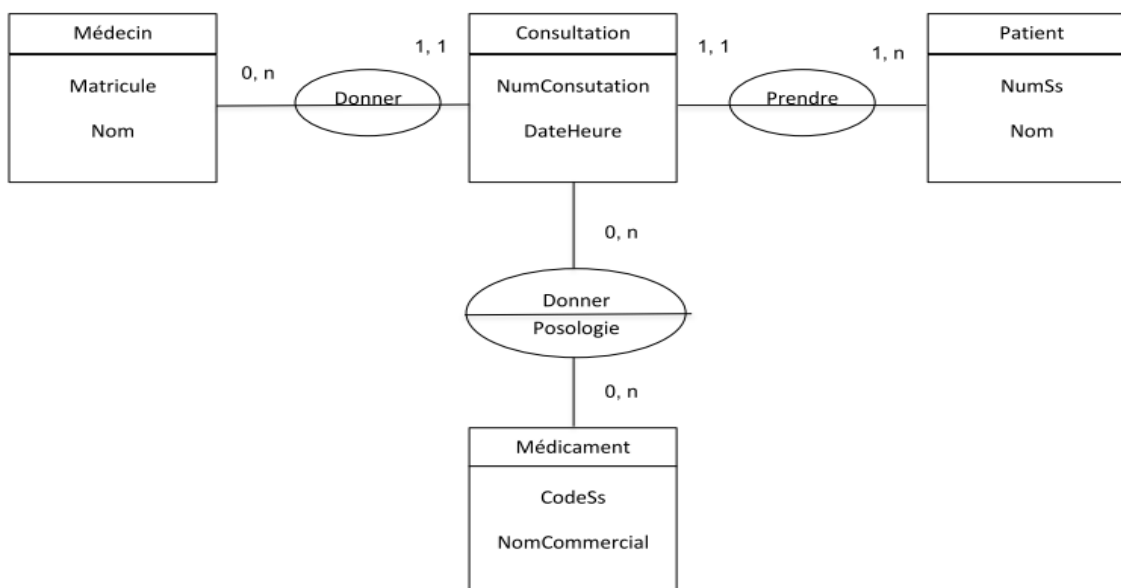 Médecin
Matricule
Nom
0, n
Donner
1, 1
Consultation
NumConsutation
DateHeure
1, 1
Prendre
1, n
Patient
NumSs
Nom
0, n
Donner
Posologie
0, n
Médicament
CodeSs
NomCommercial